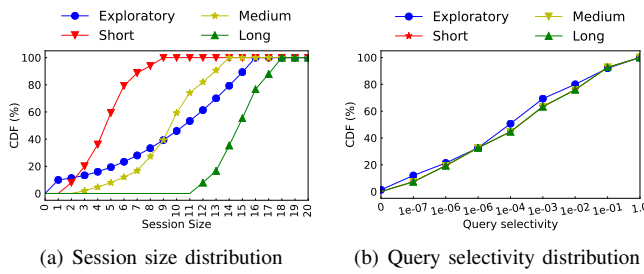 Exploratory Medium
Short Long
CDF (%)
100
80
60
40
20
0
0 1 2 3 4 5 6 7 8 9 10 11 12 13 14 15 16 17 18 19 20
Session Size
(a) Session size distribution
Exploratory Medium
Short Long
CDF (%)
100
80
60
40
20
0
0 1e-07 1e-06 1e-06 1e-04 1e-03 1e-02 1e-01 1.0
Query selectivity
(b) Query selectivity distribution